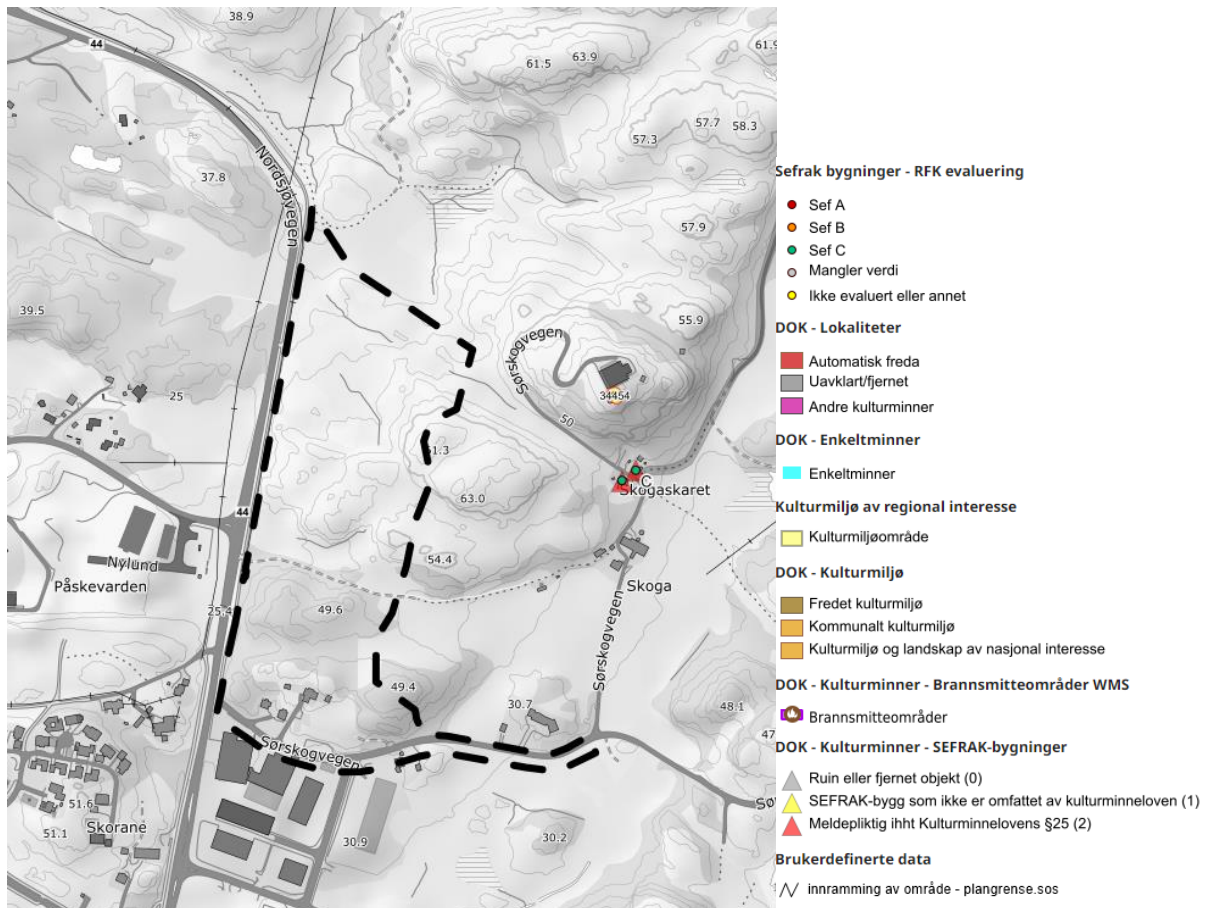 38.9
44
61.9
63.9
61.5
57.7
58.3
57.3
Nordsjøvegen
37.8
57.9
39.5
55.9
Sørskogvegen
25
34454
50
51.3
63.0
C
Skogaskaret
44
Nylund
Påskevarden
54.4
Skoga
25.4
49.6
Sørskogvegen
49.4
30.7
48.1
47
Sørskogvegen
51.6
51.1
Skorane
30.9
30.2
Sefrak bygninger - RFK evaluering
Sef A
Sef B
Sef C
Mangler verdi
Ikke evaluert eller annet
DOK - Lokaliteter
Automatisk freda
Uavklart/fjernet
Andre kulturminner
DOK - Enkeltminner
Enkeltminner
Kulturmiljø av regional interesse
Kulturmiljøområde
DOK - Kulturmiljø
Fredet kulturmiljø
Kommunalt kulturmiljø
Kulturmiljø og landskap av nasjonal interesse
DOK - Kulturminner - Brannsmitteområder WMS
Brannsmitteområder
DOK - Kulturminner - SEFRAK-bygninger
Ruin eller fjernet objekt (0)
SEFRAK-bygg som ikke er omfattet av kulturminneloven (1)
Meldepliktig ihht Kulturminnelovens §25 (2)
Brukerdefinerte data
innramming av område - plangrense.sos